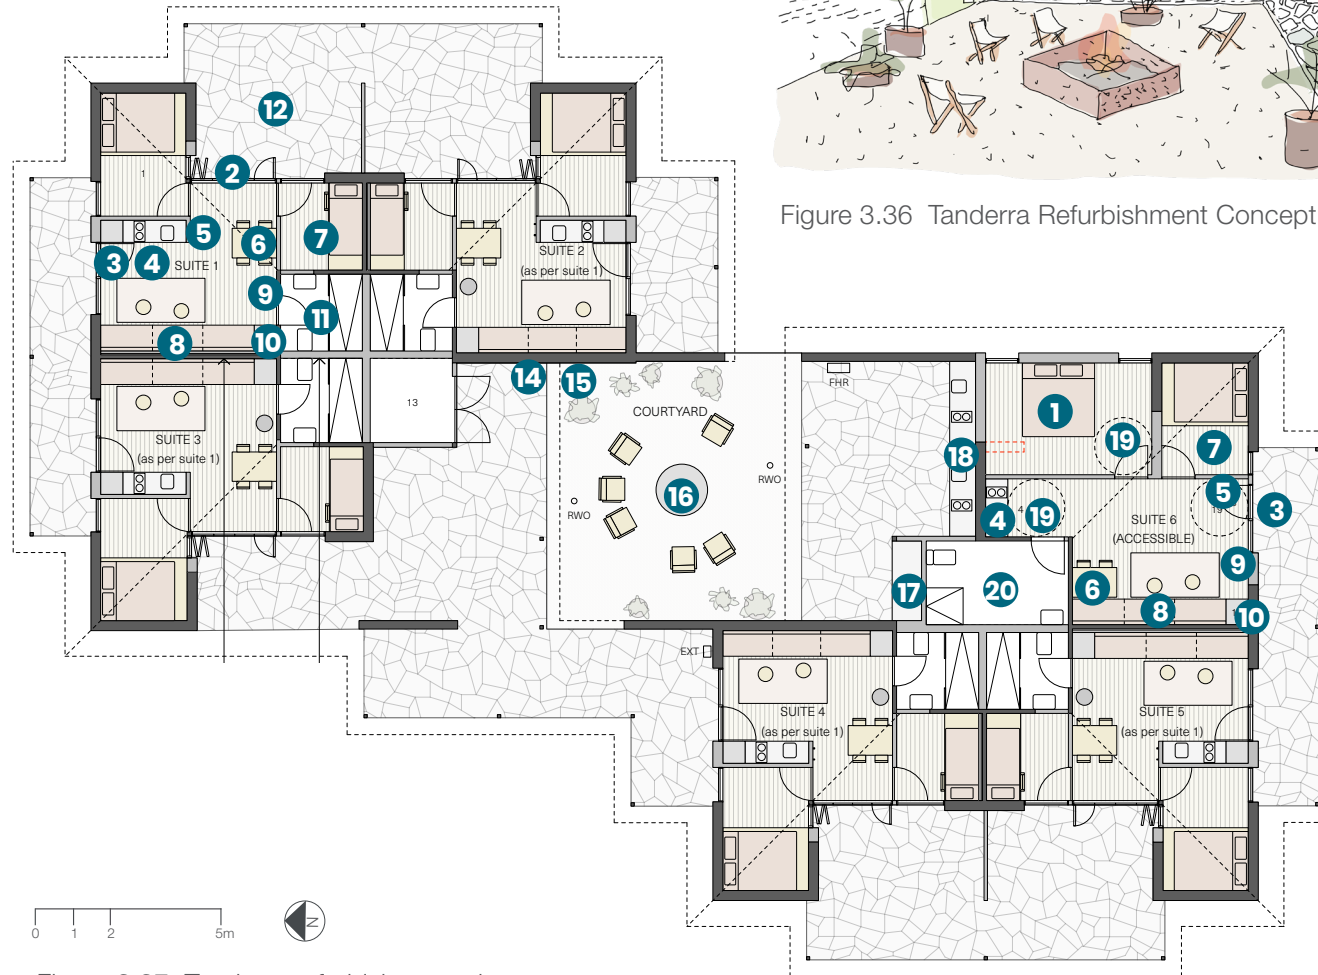 Figure 3.36 Tanderra Refurbishment Concept
12
2
1
5
6
7
3
4
SUITE 1
SUITE 2
(as per suite 1)
9
11
10
8
14
15
FHR
13
COURTYARD
1
19
7
SUITE 3
(as per suite 1)
18
RWO
16
RWO
5
19
3
4
4
19
SUITE 6
(ACCESSIBLE)
9
17
20
6
8
10
EXT
SUITE 4
(as per suite 1)
SUITE 5
(as per suite 1)
0 1 2 5m
N